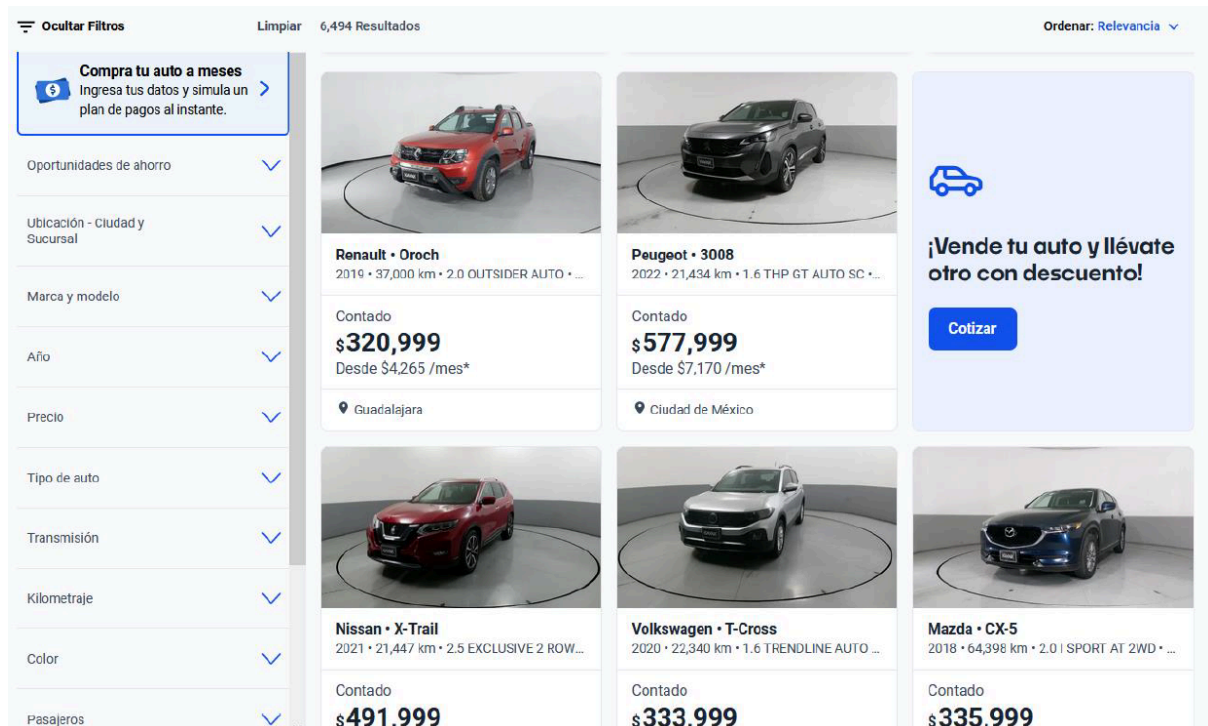 Ocultar Filtros
Limpiar
6,494 Resultados
Ordenar: Relevancia
Compra tu auto a meses
Ingresa tus datos y simula un
plan de pagos al instante.
Oportunidades de ahorro
Ubicación - Ciudad y
Sucursal
Marca y modelo
Año
Precio
Tipo de auto
Transmisión
Kilometraje
Color
Pasajeros
Renault • Oroch
2019 • 37,000 km • 2.0 OUTSIDER AUTO • ...
Contado
$320,999
Desde $4,265 /mes*
Guadalajara
Peugeot • 3008
2022 • 21,434 km • 1.6 THP GT AUTO SC •...
Contado
$577,999
Desde $7,170 /mes*
Ciudad de México
¡Vende tu auto y llévate
otro con descuento!
Cotizar
Nissan • X-Trail
2021 • 21,447 km • 2.5 EXCLUSIVE 2 ROW...
Contado
$491,999
Volkswagen • T-Cross
2020 • 22,340 km • 1.6 TRENDLINE AUTO ...
Contado
$333,999
Mazda • CX-5
2018 • 64,398 km • 2.0 I SPORT AT 2WD • ...
Contado
$335,999